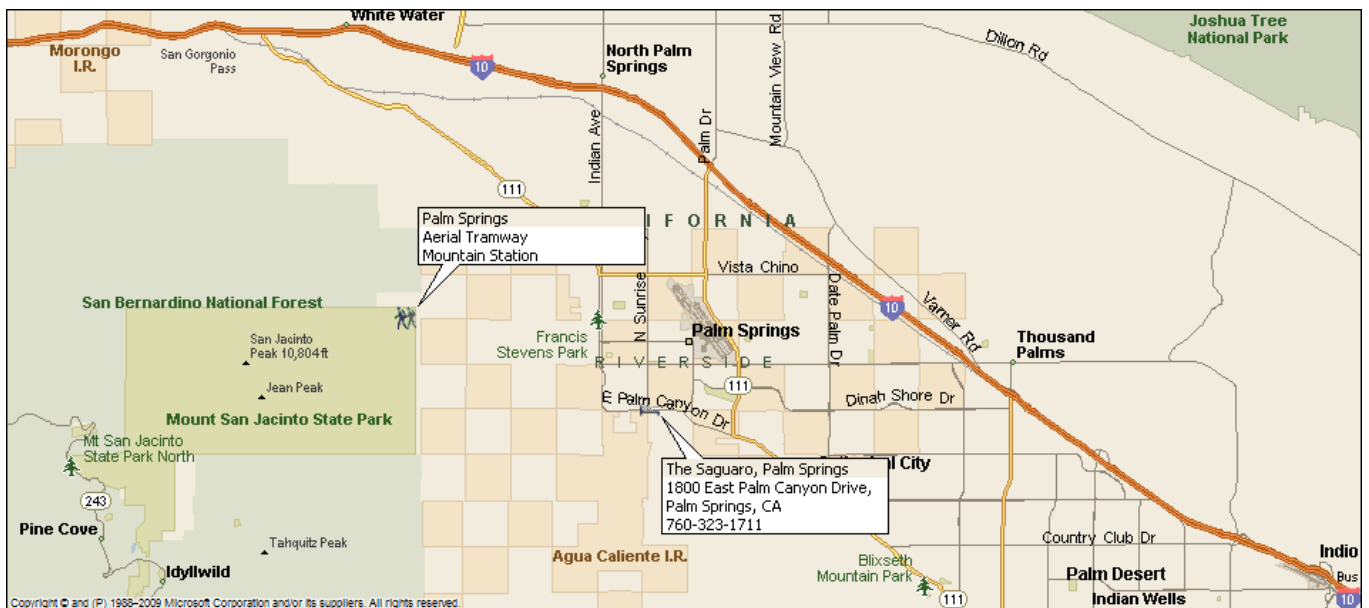 White Water
Joshua Tree
National Park
Morongo
I.R.
San Gorgonio
Pass
10
North Palm
Springs
Mountain View Rd
Dillon Rd
Indian Ave
Palm Dr
111
Palm Springs
Aerial Tramway
Mountain Station
IFORNIA
Vista Chino
San Bernardino National Forest
N Sunrise
Date Palm Dr
10
Varner Rd
San Jacinto
Peak 10,804ft
Francis
Stevens Park
Palm Springs
Thousand
Palms
RIVERSIDE
Jean Peak
111
E Palm Canyon Dr
Dinah Shore Dr
Mount San Jacinto State Park
Mt San Jacinto
State Park North
The Saguaro, Palm Springs
1800 East Palm Canyon Drive,
Palm Springs, CA
760-323-1711
al City
243
Pine Cove
Tahquitz Peak
Idyllwild
Agua Caliente I.R.
Country Club Dr
Blixseth
Mountain Park
Indio
Palm Desert
Bus
Indian Wells
111
10
Copyright © and (P) 1988–2009 Microsoft Corporation and/or its suppliers. All rights reserved.